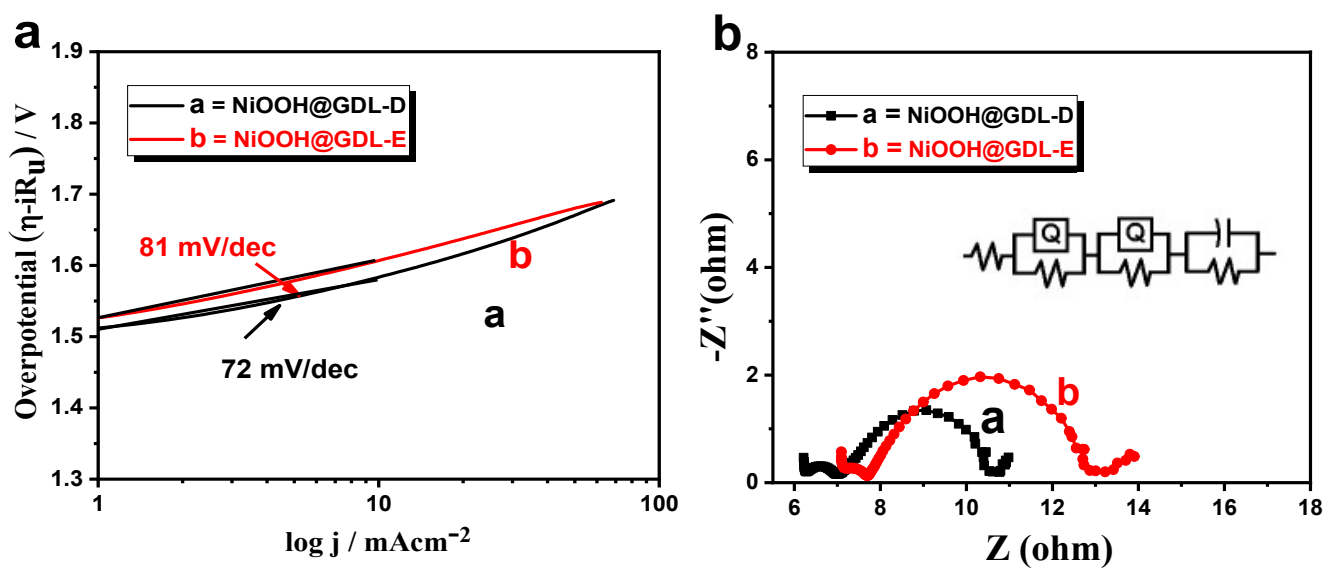 a
1.9
1.8
1.7
1.6
1.5
1.4
1.3
Overpotential (η-iRu) / V
a = NiOOH@GDL-D
b = NiOOH@GDL-E
81 mV/dec
72 mV/dec
b
a
1
10
100
log j / mAcm⁻²
b
8
6
4
2
0
-Z''(ohm)
a = NiOOH@GDL-D
b = NiOOH@GDL-E
Q
Q
a
b
6
8
10
12
14
16
18
Z (ohm)